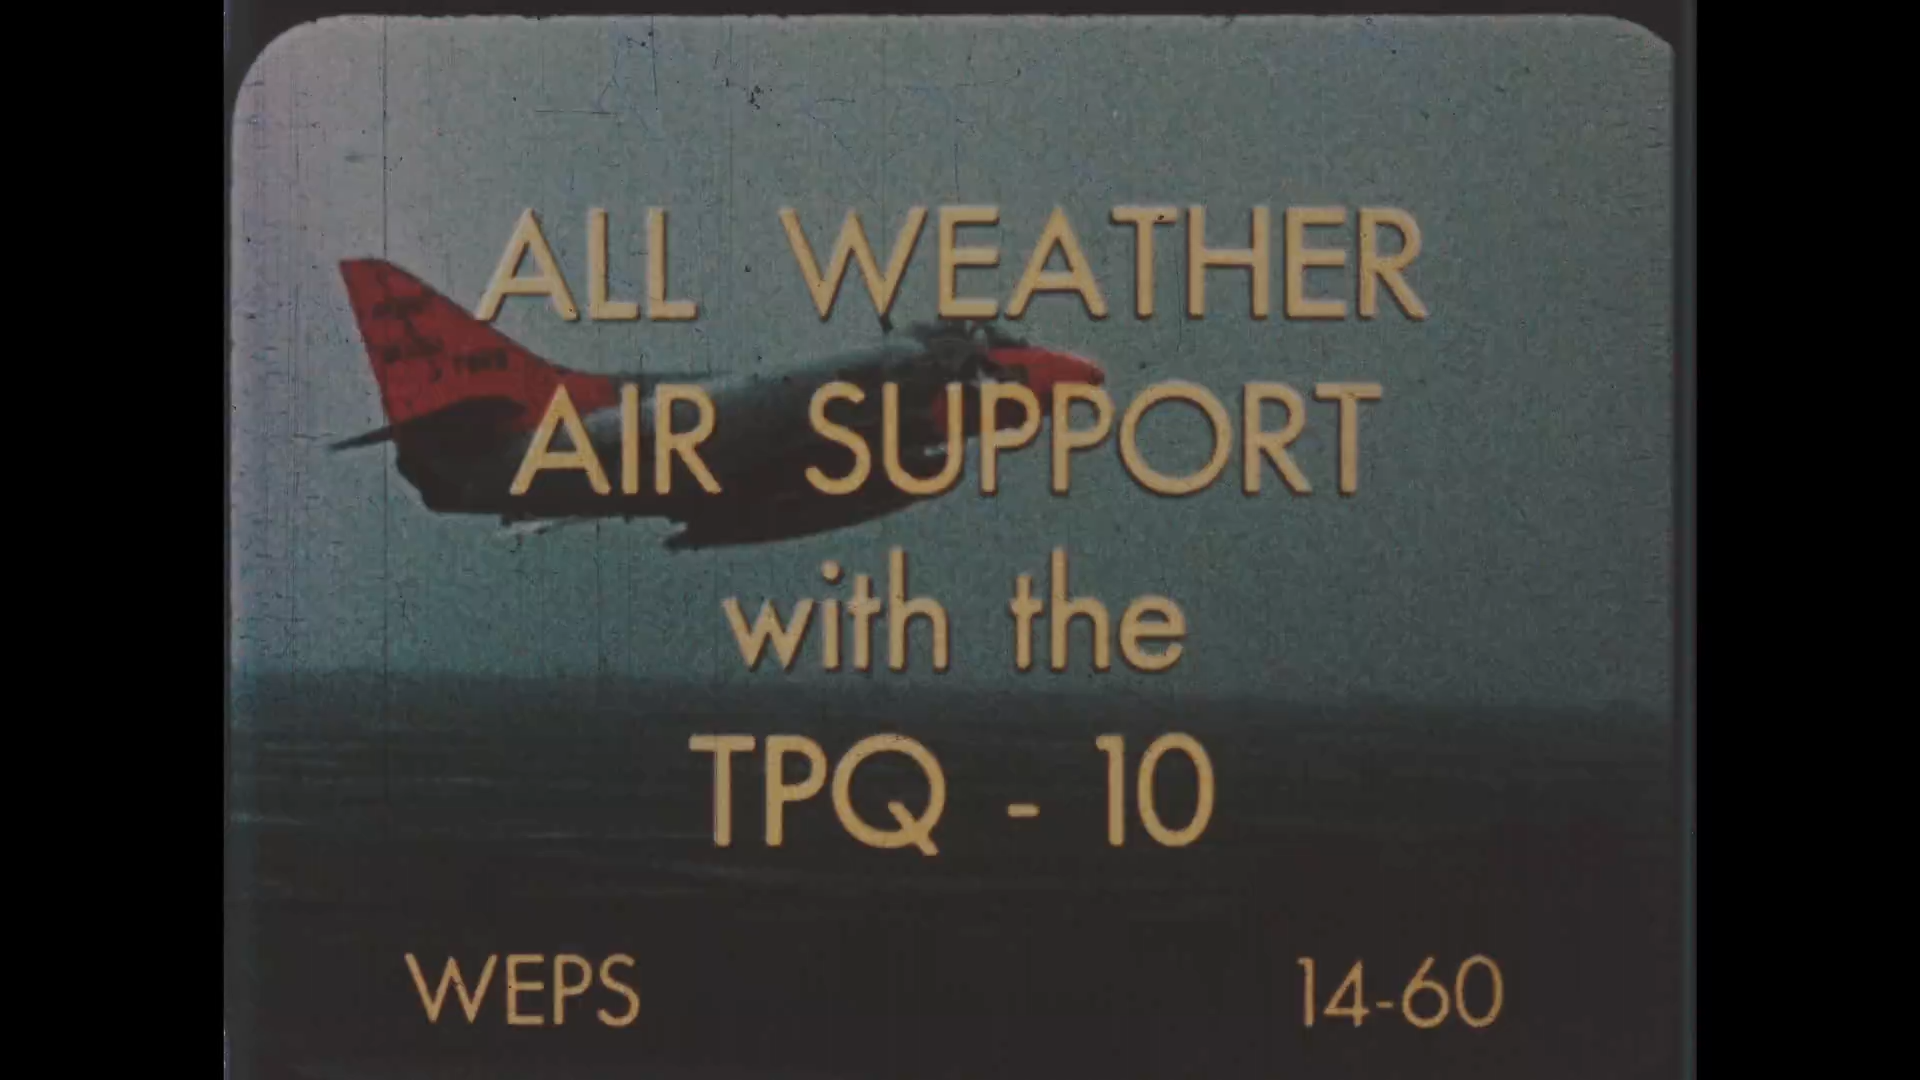 ALL WEATHER
AIR SUPPORT
with the
TPQ - 10
WEPS 14-60